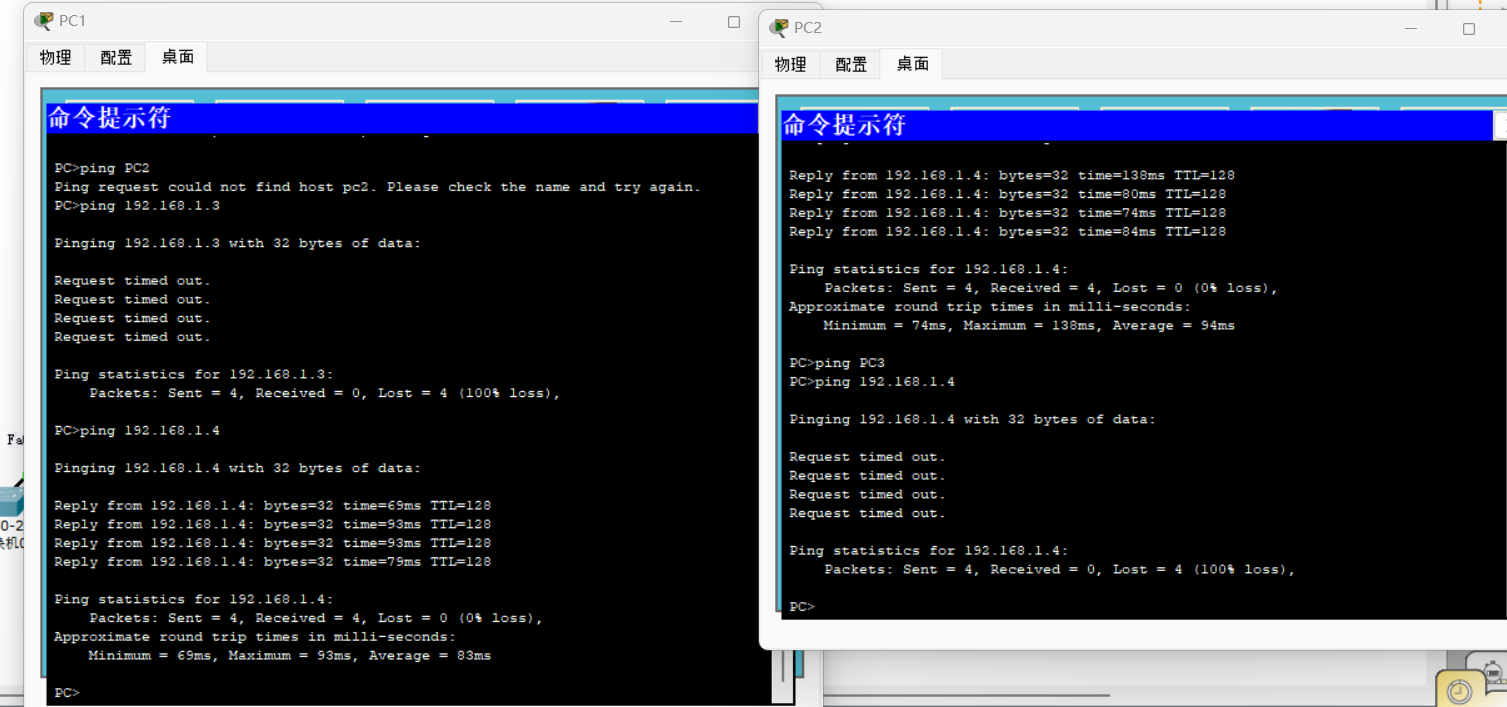 PC1
物理
配置
桌面
命令提示符
PC>ping PC2
Ping request could not find host pc2. Please check the name and try again.
PC>ping 192.168.1.3
Pinging 192.168.1.3 with 32 bytes of data:
Request timed out.
Request timed out.
Request timed out.
Request timed out.
Ping statistics for 192.168.1.3:
Packets: Sent = 4, Received = 0, Lost = 4 (100% loss),
PC>ping 192.168.1.4
Pinging 192.168.1.4 with 32 bytes of data:
Reply from 192.168.1.4: bytes=32 time=69ms TTL=128
Reply from 192.168.1.4: bytes=32 time=93ms TTL=128
Reply from 192.168.1.4: bytes=32 time=93ms TTL=128
Reply from 192.168.1.4: bytes=32 time=79ms TTL=128
Ping statistics for 192.168.1.4:
Packets: Sent = 4, Received = 4, Lost = 0 (0% loss),
Approximate round trip times in milli-seconds:
Minimum = 69ms, Maximum = 93ms, Average = 83ms
PC>
PC2
物理
配置
桌面
命令提示符
Reply from 192.168.1.4: bytes=32 time=138ms TTL=128
Reply from 192.168.1.4: bytes=32 time=80ms TTL=128
Reply from 192.168.1.4: bytes=32 time=74ms TTL=128
Reply from 192.168.1.4: bytes=32 time=84ms TTL=128
Ping statistics for 192.168.1.4:
Packets: Sent = 4, Received = 4, Lost = 0 (0% loss),
Approximate round trip times in milli-seconds:
Minimum = 74ms, Maximum = 138ms, Average = 94ms
PC>ping PC3
PC>ping 192.168.1.4
Pinging 192.168.1.4 with 32 bytes of data:
Request timed out.
Request timed out.
Request timed out.
Request timed out.
Ping statistics for 192.168.1.4:
Packets: Sent = 4, Received = 0, Lost = 4 (100% loss),
PC>